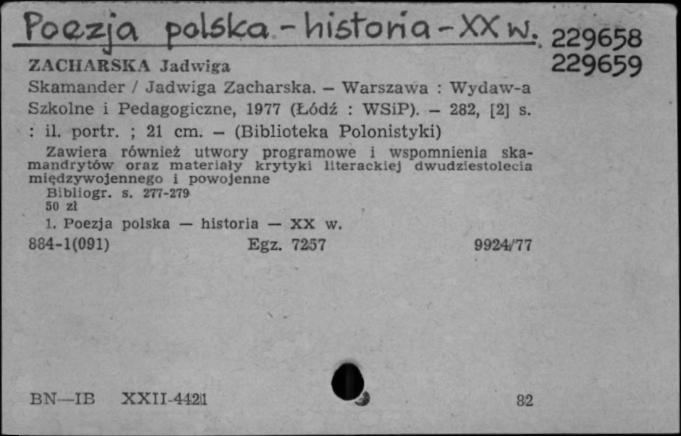 Poezja polska - historia - XX w.
229658
229659
ZACHARSKA Jadwiga
Skamander / Jadwiga Zacharska. — Warszawa : Wydaw-a
Szkolne i Pedagogiczne, 1977 (Łódź : WSiP). — 282, [2] s.
: il. portr. ; 21 cm. — (Biblioteka Polonistyki)
Zawiera również utwory programowe i wspomnienia ska-
mandrytów oraz materiały krytyki literackiej dwudziestolecia
międzywojennego i powojenne
Bibliogr. s. 277-279
50 zł
1. Poezja polska — historia — XX w.
884-1(091) Egz. 7257 9924/77
BN—IB XXII-4421 82